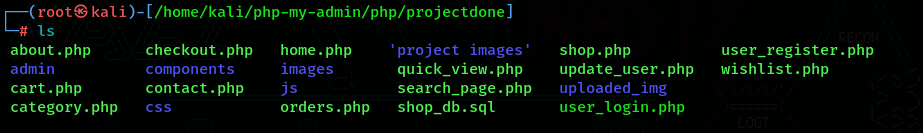 ┌──(root㉿kali)-[/home/kali/php-my-admin/php/projectdone]
└─# ls
about.php checkout.php home.php 'project images' shop.php user_register.php
admin components images quick_view.php update_user.php wishlist.php
cart.php contact.php js search_page.php uploaded_img
category.php css orders.php shop_db.sql user_login.php
RECON
LOOT